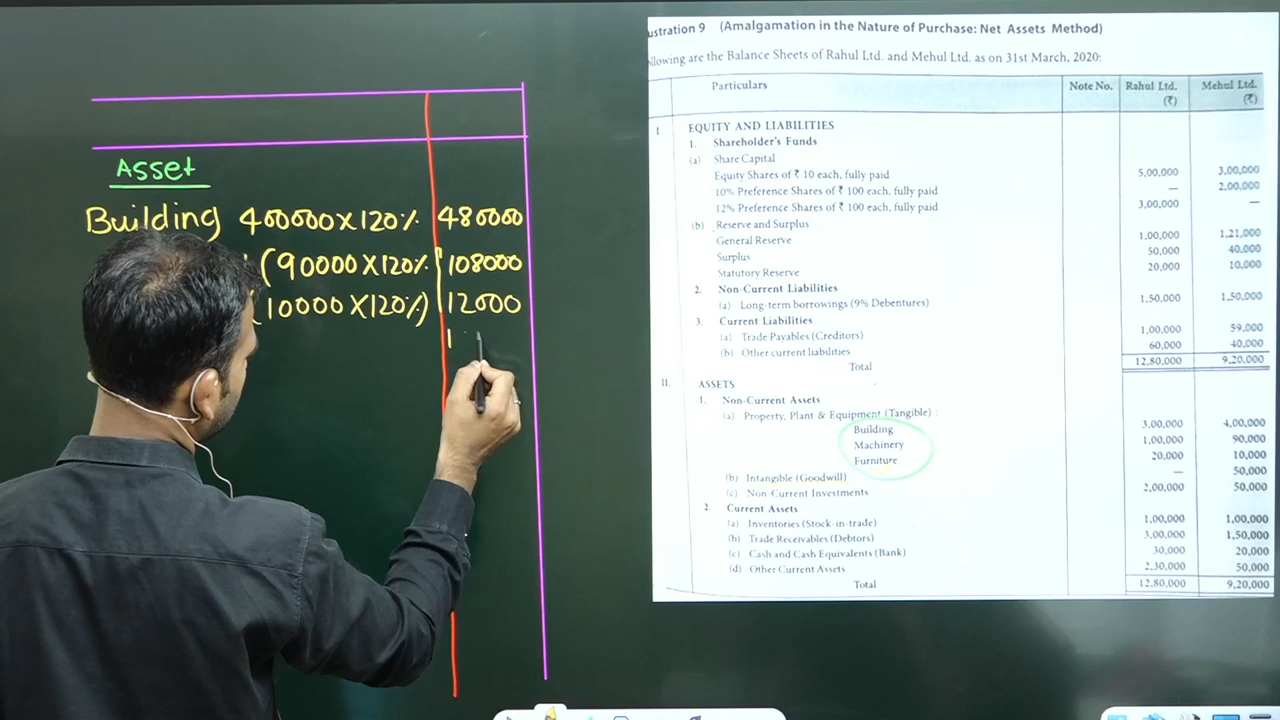 Asset
Building 400000 x 120% 480000
(90000 x 120% 108000
(10000 x 120%) 12000
1
ustration 9 (Amalgamation in the Nature of Purchase: Net Assets Method)
ollowing are the Balance Sheets of Rahul Ltd. and Mehul Ltd. as on 31st March, 2020:
Particulars Note No. Rahul Ltd. (₹) Mehul Ltd. (₹)
I EQUITY AND LIABILITIES
1. Shareholder's Funds
(a) Share Capital
Equity Shares of ₹ 10 each, fully paid 5,00,000 3,00,000
10% Preference Shares of ₹ 100 each, fully paid — 2,00,000
12% Preference Shares of ₹ 100 each, fully paid 3,00,000 —
(b) Reserve and Surplus
General Reserve 1,00,000 1,21,000
Surplus 50,000 40,000
Statutory Reserve 20,000 10,000
2. Non-Current Liabilities
(a) Long-term borrowings (9% Debentures) 1,50,000 1,50,000
3. Current Liabilities
(a) Trade Payables (Creditors) 1,00,000 59,000
(b) Other current liabilities 60,000 40,000
Total 12,80,000 9,20,000
II. ASSETS
1. Non-Current Assets
(a) Property, Plant & Equipment (Tangible) :
Building 3,00,000 4,00,000
Machinery 1,00,000 90,000
Furniture 20,000 10,000
(b) Intangible (Goodwill) — 50,000
(c) Non-Current Investments 2,00,000 50,000
2. Current Assets
(a) Inventories (Stock-in-trade) 1,00,000 1,00,000
(b) Trade Receivables (Debtors) 3,00,000 1,50,000
(c) Cash and Cash Equivalents (Bank) 30,000 20,000
(d) Other Current Assets 2,30,000 50,000
Total 12,80,000 9,20,000